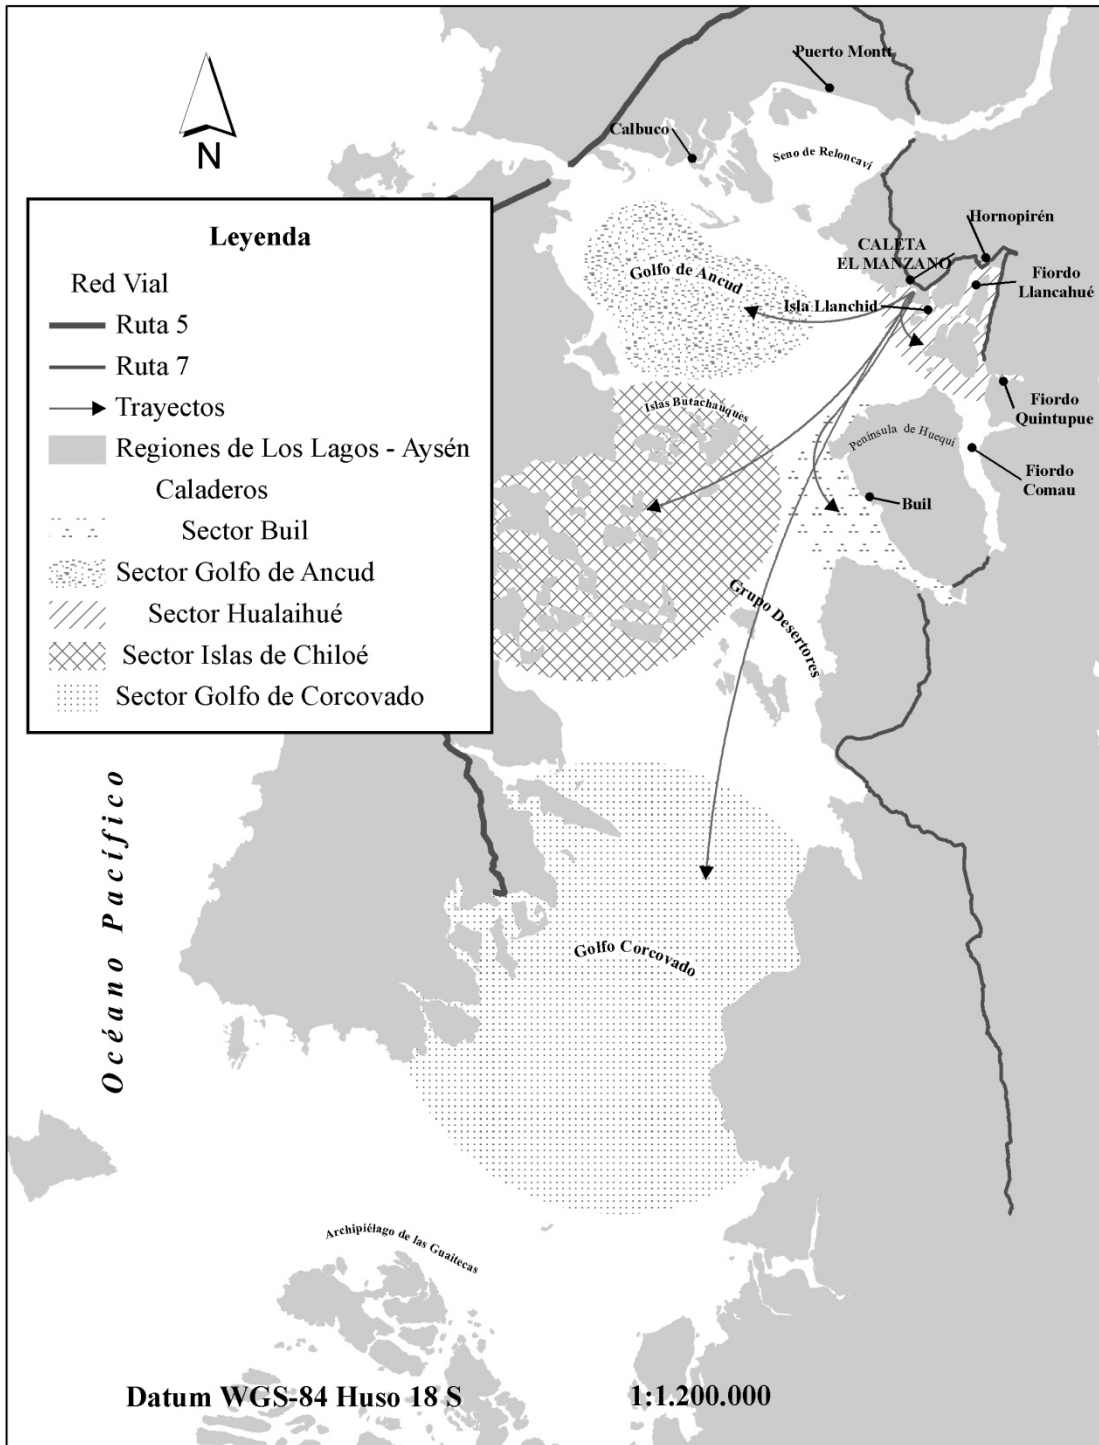 Puerto Montt
Calbuco
Seno de Reloncaví
Hornopirén
CALETA
EL MANZANO
Fiordo
Llancahué
Golfo de Ancud
Isla Llanchid
Fiordo
Quintupue
Islas Butachauqués
Península de Huequi
Fiordo
Comau
Buil
Grupo Desertores
Golfo Corcovado
Océano Pacífico
Archipiélago de las Guaitecas
N
Leyenda
Red Vial
Ruta 5
Ruta 7
Trayectos
Regiones de Los Lagos - Aysén
Caladeros
Sector Buil
Sector Golfo de Ancud
Sector Hualaihué
Sector Islas de Chiloé
Sector Golfo de Corcovado
Datum WGS-84 Huso 18 S
1:1.200.000